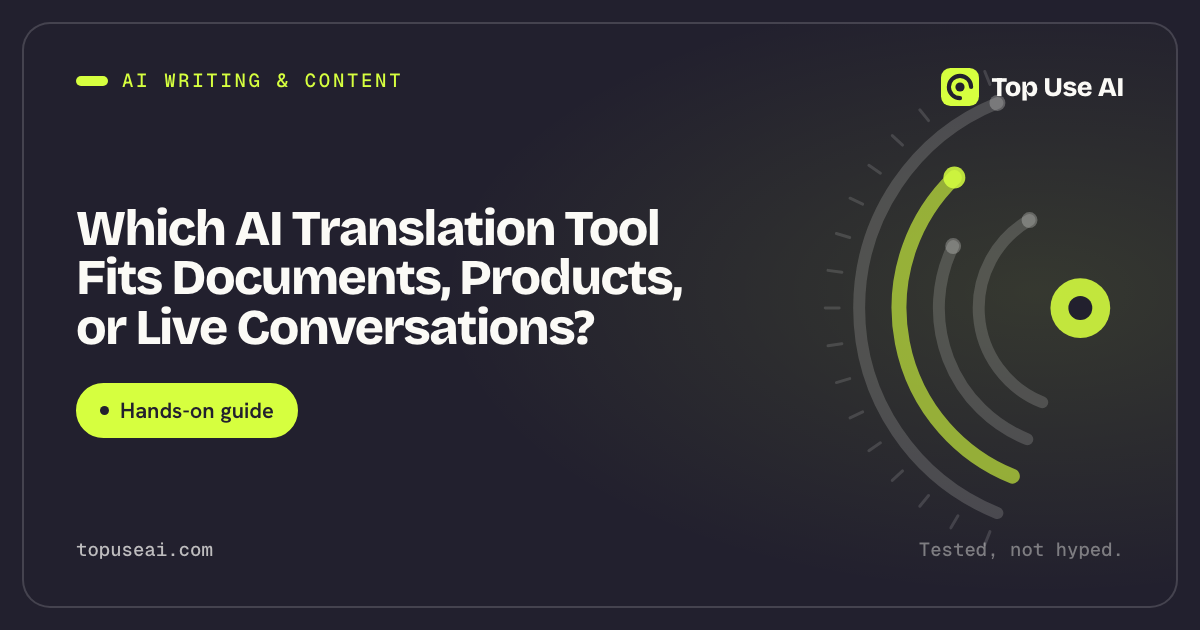 AI WRITING & CONTENT
Top Use AI
Which AI Translation Tool
Fits Documents, Products,
or Live Conversations?
Hands-on guide
topuseai.com
Tested, not hyped.